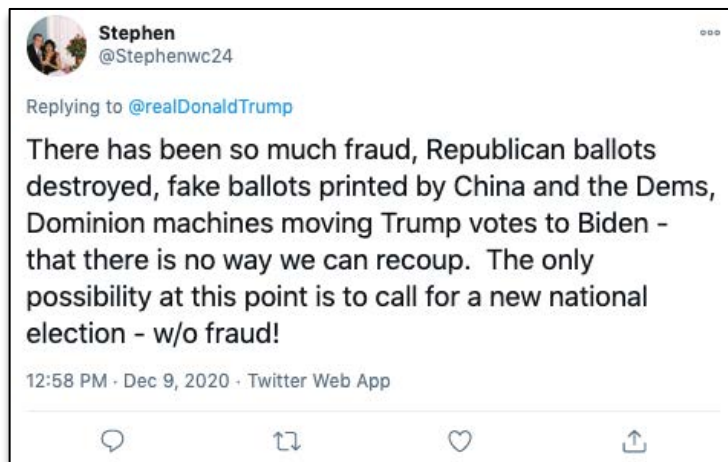 Stephen
@Stephenwc24
Replying to @realDonaldTrump
There has been so much fraud, Republican ballots
destroyed, fake ballots printed by China and the Dems,
Dominion machines moving Trump votes to Biden -
that there is no way we can recoup. The only
possibility at this point is to call for a new national
election - w/o fraud!
12:58 PM · Dec 9, 2020 · Twitter Web App